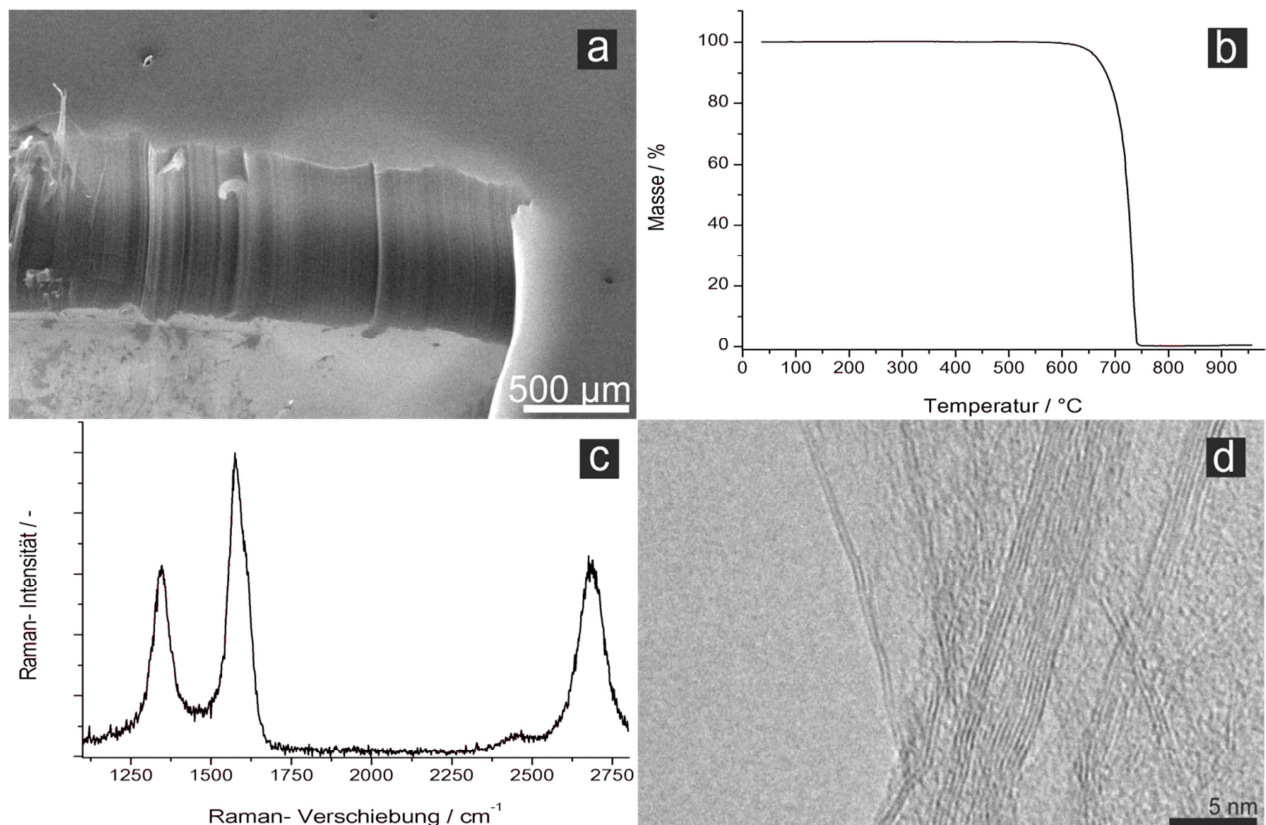 a
500 µm
b
100
80
60
40
20
0
Masse / %
0 100 200 300 400 500 600 700 800 900
Temperatur / °C
c
Raman- Intensität / -
1250 1500 1750 2000 2250 2500 2750
Raman- Verschiebung / cm⁻¹
d
5 nm